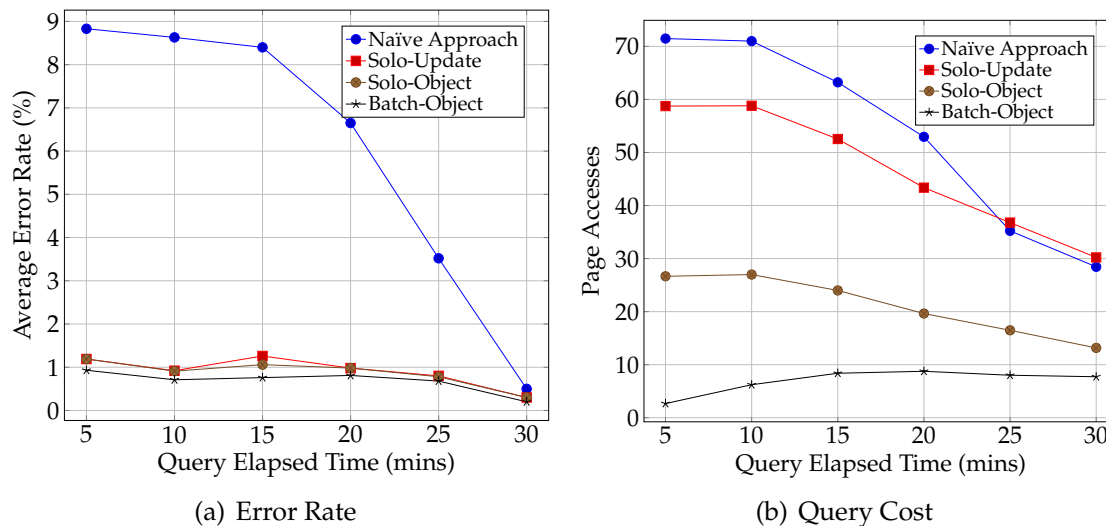 9
8
7
6
5
4
3
2
1
0
Average Error Rate (%)
Naïve Approach
Solo-Update
Solo-Object
Batch-Object
5 10 15 20 25 30
Query Elapsed Time (mins)
(a) Error Rate
70
60
50
40
30
20
10
0
Page Accesses
Naïve Approach
Solo-Update
Solo-Object
Batch-Object
5 10 15 20 25 30
Query Elapsed Time (mins)
(b) Query Cost